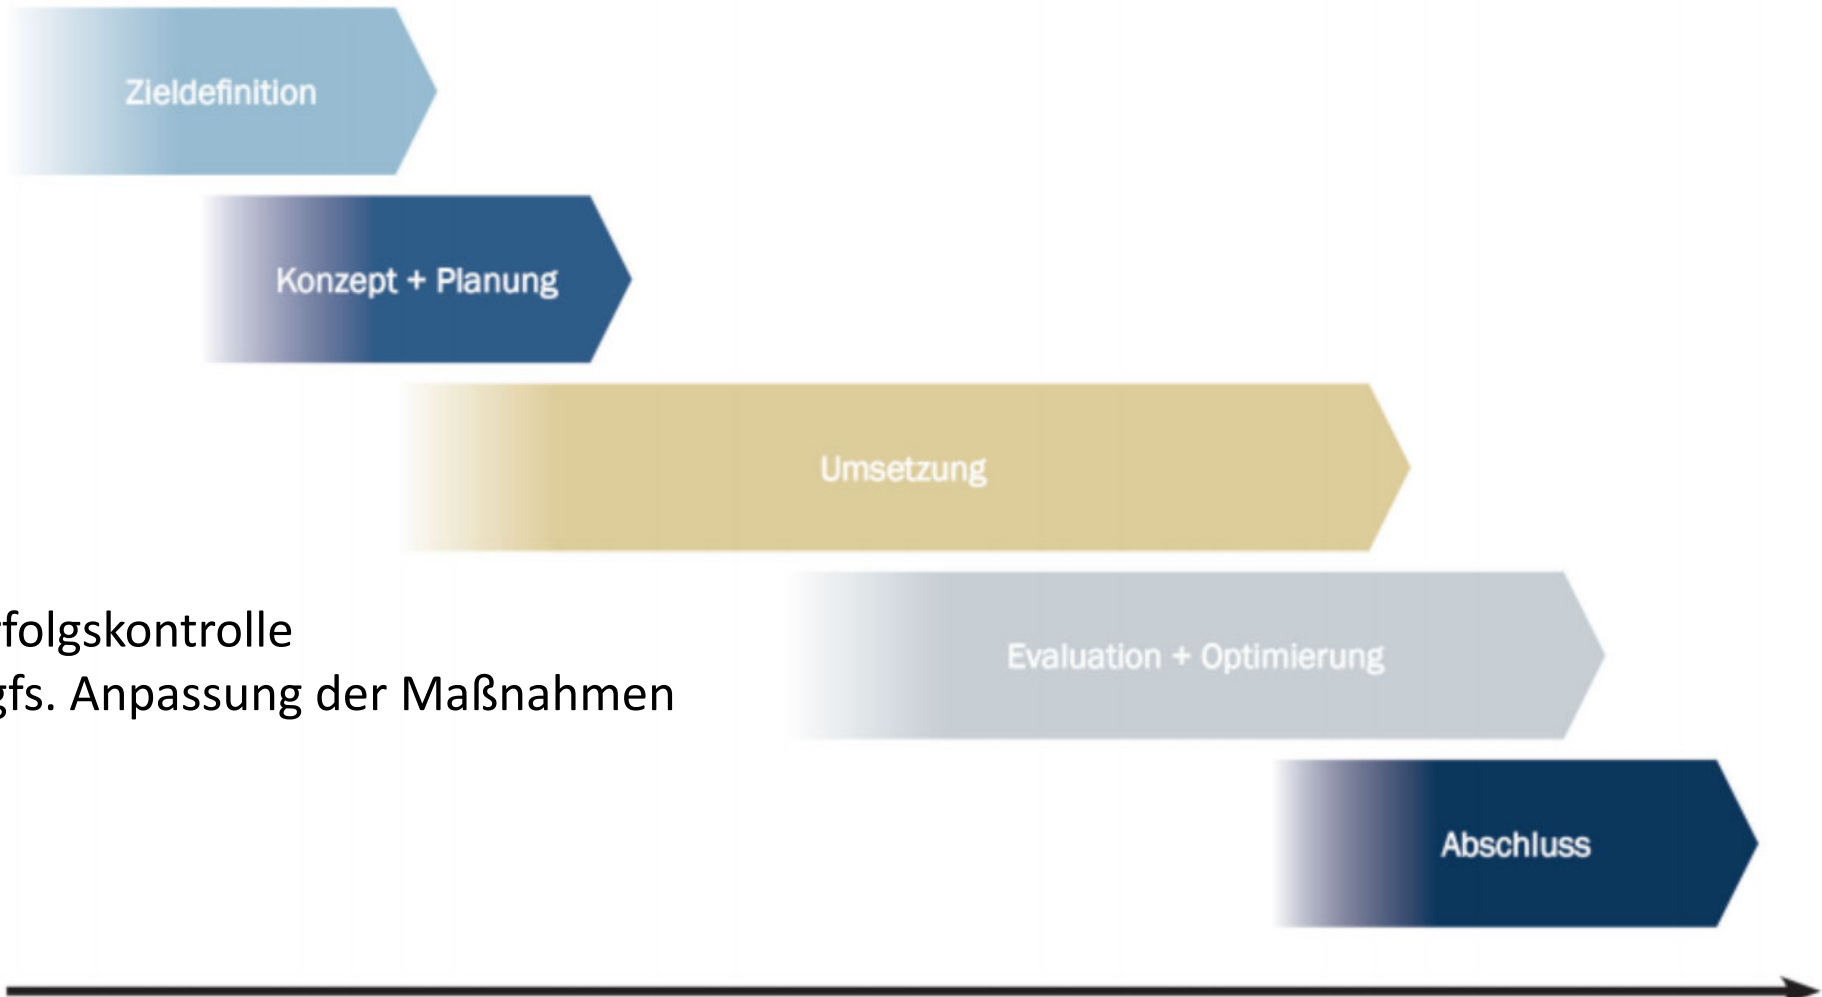 Zieldefinition
Konzept + Planung
Umsetzung
rfolgskontrolle
gfs. Anpassung der Maßnahmen
Evaluation + Optimierung
Abschluss